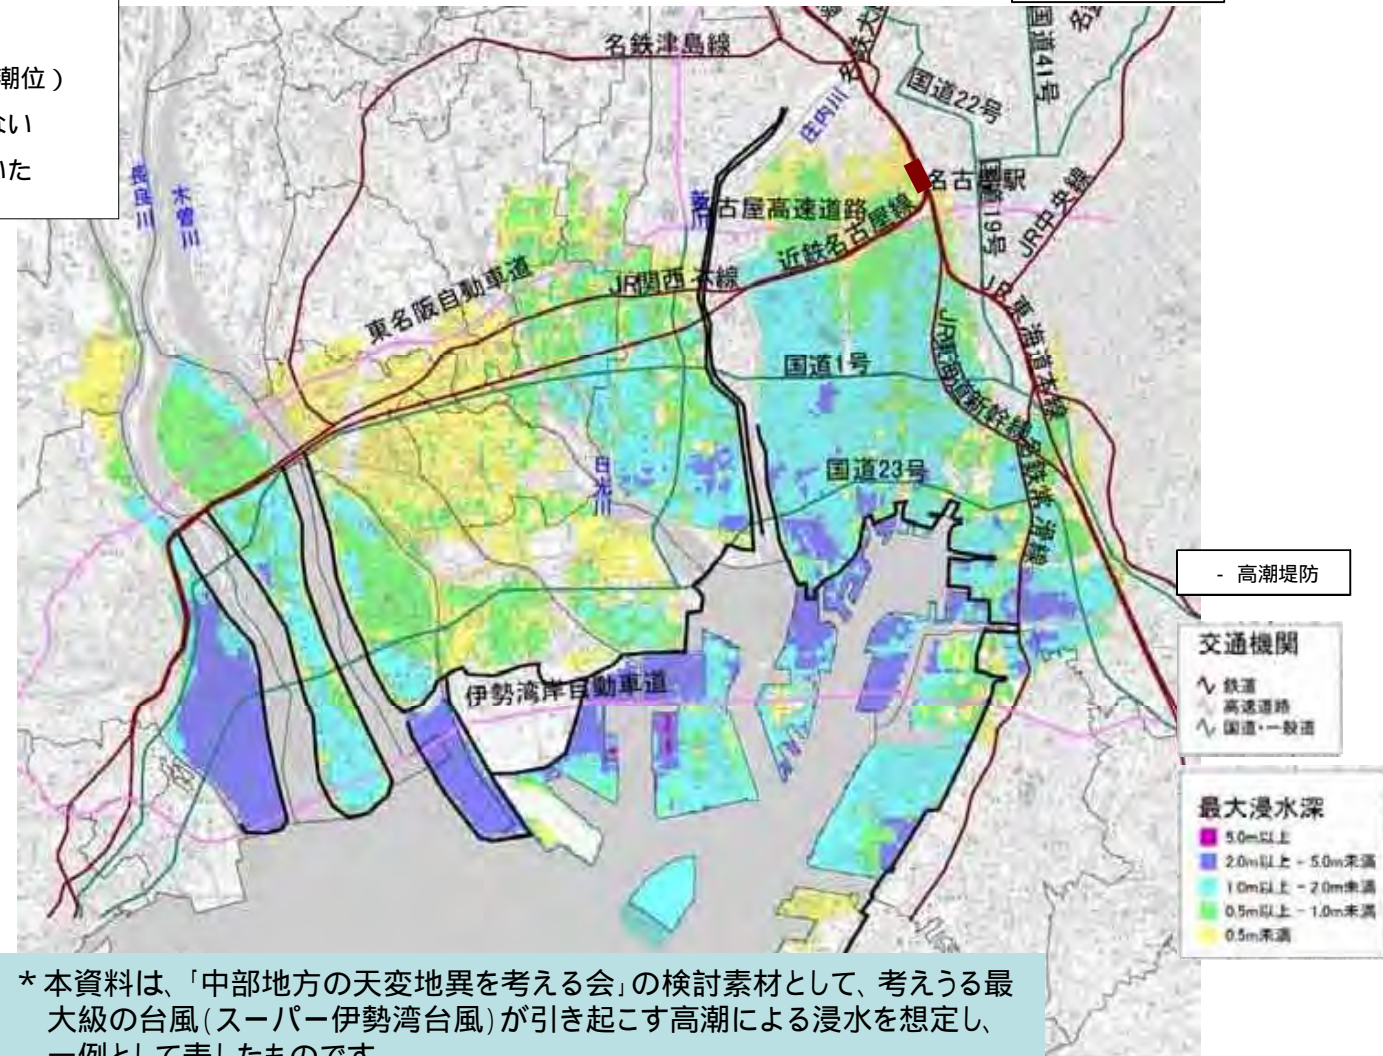 潮位）
ない
いた
名鉄津島線
国道22号
国道41号
庄内川
長良川
木曽川
新川
名古屋駅
国道19号
JR中央線
名古屋高速道路
近鉄名古屋線
JR関西本線
東名阪自動車道
JR東海道本線
JR東海道新幹線
国道1号
名鉄常滑線
国道23号
日光川
伊勢湾岸自動車道
- 高潮堤防
交通機関
鉄道
高速道路
国道・一般道
最大浸水深
5.0m以上
2.0m以上 - 5.0m未満
1.0m以上 - 2.0m未満
0.5m以上 - 1.0m未満
0.5m未満
＊本資料は、「中部地方の天変地異を考える会」の検討素材として、考えうる最
大級の台風（スーパー伊勢湾台風）が引き起こす高潮による浸水を想定し、
一例として表したものです